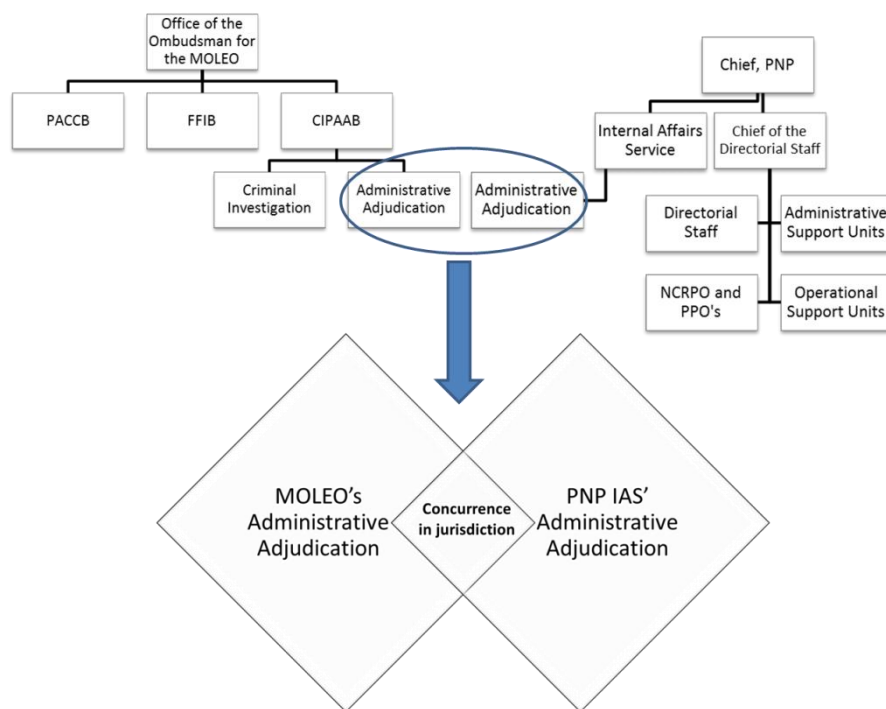 Office of the
Ombudsman for
the MOLEO
PACCB
FFIB
CIPAAB
Criminal
Investigation
Administrative
Adjudication
Chief, PNP
Internal Affairs
Service
Chief of the
Directorial Staff
Administrative
Adjudication
Directorial
Staff
Administrative
Support Units
NCRPO and
PPO's
Operational
Support Units
MOLEO's
Administrative
Adjudication
Concurrence
in jurisdiction
PNP IAS'
Administrative
Adjudication